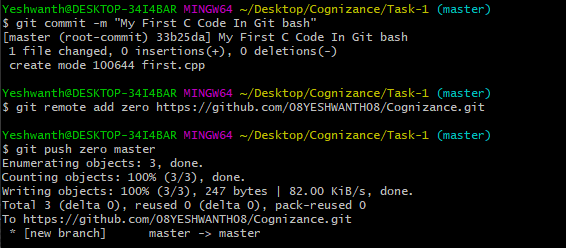 Yeshwanth@DESKTOP-34I4BAR MINGW64 ~/Desktop/Cognizance/Task-1 (master)
$ git commit -m "My First C Code In Git bash"
[master (root-commit) 33b25da] My First C Code In Git bash
 1 file changed, 0 insertions(+), 0 deletions(-)
 create mode 100644 first.cpp

Yeshwanth@DESKTOP-34I4BAR MINGW64 ~/Desktop/Cognizance/Task-1 (master)
$ git remote add zero https://github.com/08YESHWANTH08/Cognizance.git

Yeshwanth@DESKTOP-34I4BAR MINGW64 ~/Desktop/Cognizance/Task-1 (master)
$ git push zero master
Enumerating objects: 3, done.
Counting objects: 100% (3/3), done.
Writing objects: 100% (3/3), 247 bytes | 82.00 KiB/s, done.
Total 3 (delta 0), reused 0 (delta 0), pack-reused 0
To https://github.com/08YESHWANTH08/Cognizance.git
 * [new branch]      master -> master